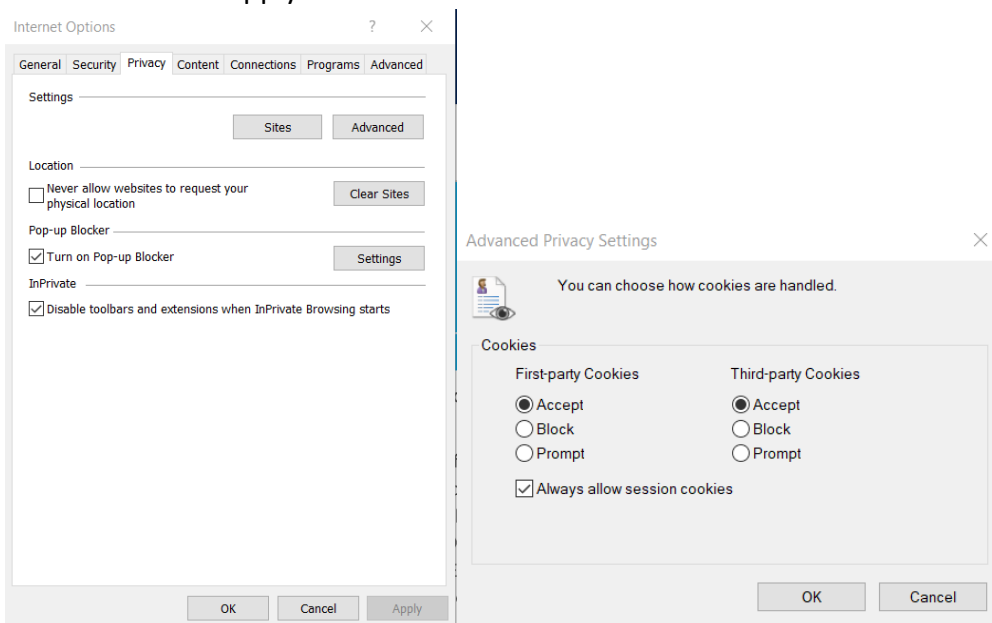 apply
Internet Options
?
General Security Privacy Content Connections Programs Advanced
Settings
Sites Advanced
Location
Never allow websites to request your
physical location
Clear Sites
Pop-up Blocker
Turn on Pop-up Blocker
Settings
InPrivate
Disable toolbars and extensions when InPrivate Browsing starts
OK Cancel Apply
Advanced Privacy Settings
You can choose how cookies are handled.
Cookies
First-party Cookies Third-party Cookies
Accept Accept
Block Block
Prompt Prompt
Always allow session cookies
OK Cancel